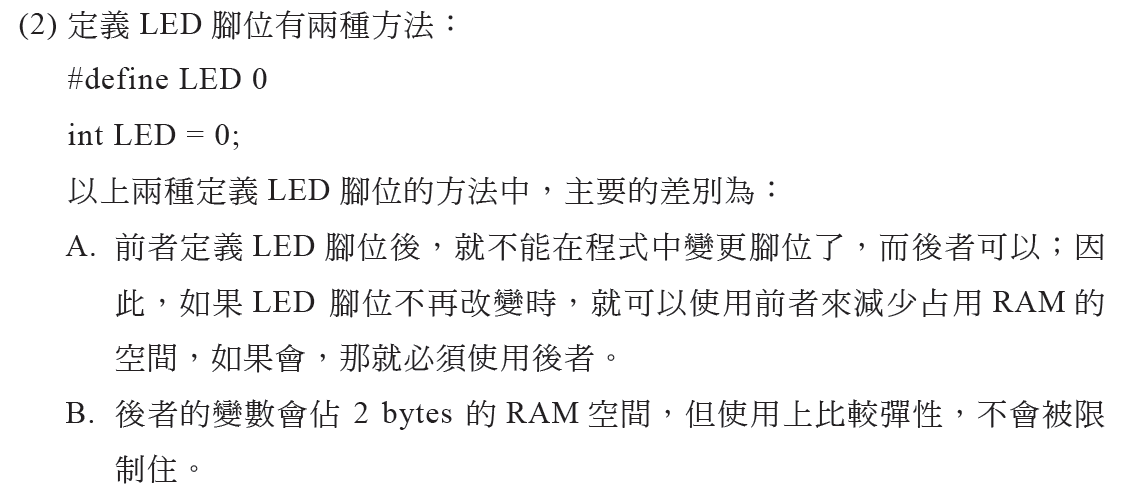 (2) 定義 LED 腳位有兩種方法：
#define LED 0
int LED = 0;
以上兩種定義 LED 腳位的方法中，主要的差別為：
A. 前者定義 LED 腳位後，就不能在程式中變更腳位了，而後者可以；因
此，如果 LED 腳位不再改變時，就可以使用前者來減少占用 RAM 的
空間，如果會，那就必須使用後者。
B. 後者的變數會佔 2 bytes 的 RAM 空間，但使用上比較彈性，不會被限
制住。